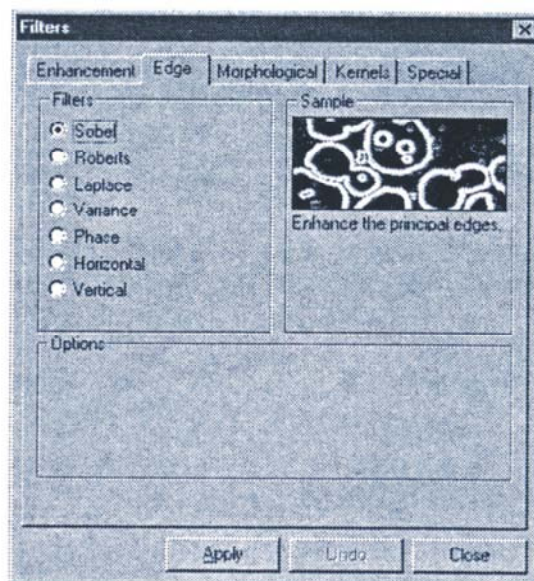 Filters
Enhancement Edge Morphological Kernels Special
Filters
Sobel
Roberts
Laplace
Variance
Phase
Horizontal
Vertical
Sample
Enhance the principal edges.
Options
Apply Undo Close